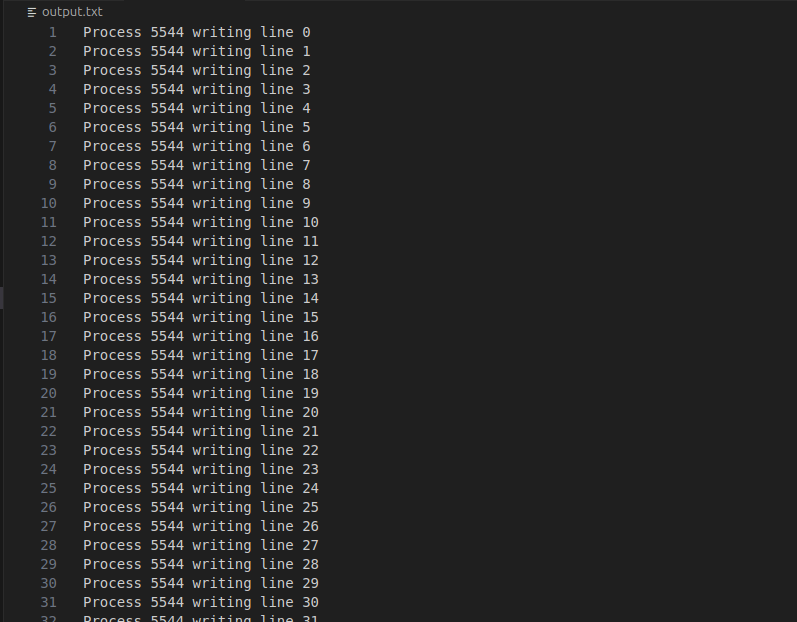 output.txt
1 Process 5544 writing line 0
2 Process 5544 writing line 1
3 Process 5544 writing line 2
4 Process 5544 writing line 3
5 Process 5544 writing line 4
6 Process 5544 writing line 5
7 Process 5544 writing line 6
8 Process 5544 writing line 7
9 Process 5544 writing line 8
10 Process 5544 writing line 9
11 Process 5544 writing line 10
12 Process 5544 writing line 11
13 Process 5544 writing line 12
14 Process 5544 writing line 13
15 Process 5544 writing line 14
16 Process 5544 writing line 15
17 Process 5544 writing line 16
18 Process 5544 writing line 17
19 Process 5544 writing line 18
20 Process 5544 writing line 19
21 Process 5544 writing line 20
22 Process 5544 writing line 21
23 Process 5544 writing line 22
24 Process 5544 writing line 23
25 Process 5544 writing line 24
26 Process 5544 writing line 25
27 Process 5544 writing line 26
28 Process 5544 writing line 27
29 Process 5544 writing line 28
30 Process 5544 writing line 29
31 Process 5544 writing line 30
32 Process 5544 writing line 31